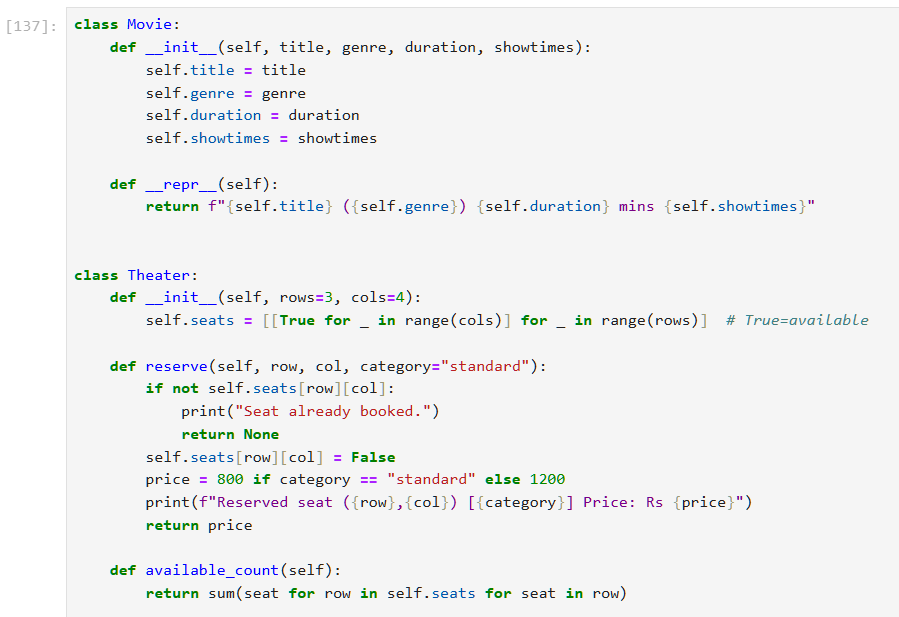 [137]:
class Movie:
    def __init__(self, title, genre, duration, showtimes):
        self.title = title
        self.genre = genre
        self.duration = duration
        self.showtimes = showtimes

    def __repr__(self):
        return f"{self.title} ({self.genre}) {self.duration} mins {self.showtimes}"


class Theater:
    def __init__(self, rows=3, cols=4):
        self.seats = [[True for _ in range(cols)] for _ in range(rows)]  # True=available

    def reserve(self, row, col, category="standard"):
        if not self.seats[row][col]:
            print("Seat already booked.")
            return None
        self.seats[row][col] = False
        price = 800 if category == "standard" else 1200
        print(f"Reserved seat ({row},{col}) [{category}] Price: Rs {price}")
        return price

    def available_count(self):
        return sum(seat for row in self.seats for seat in row)